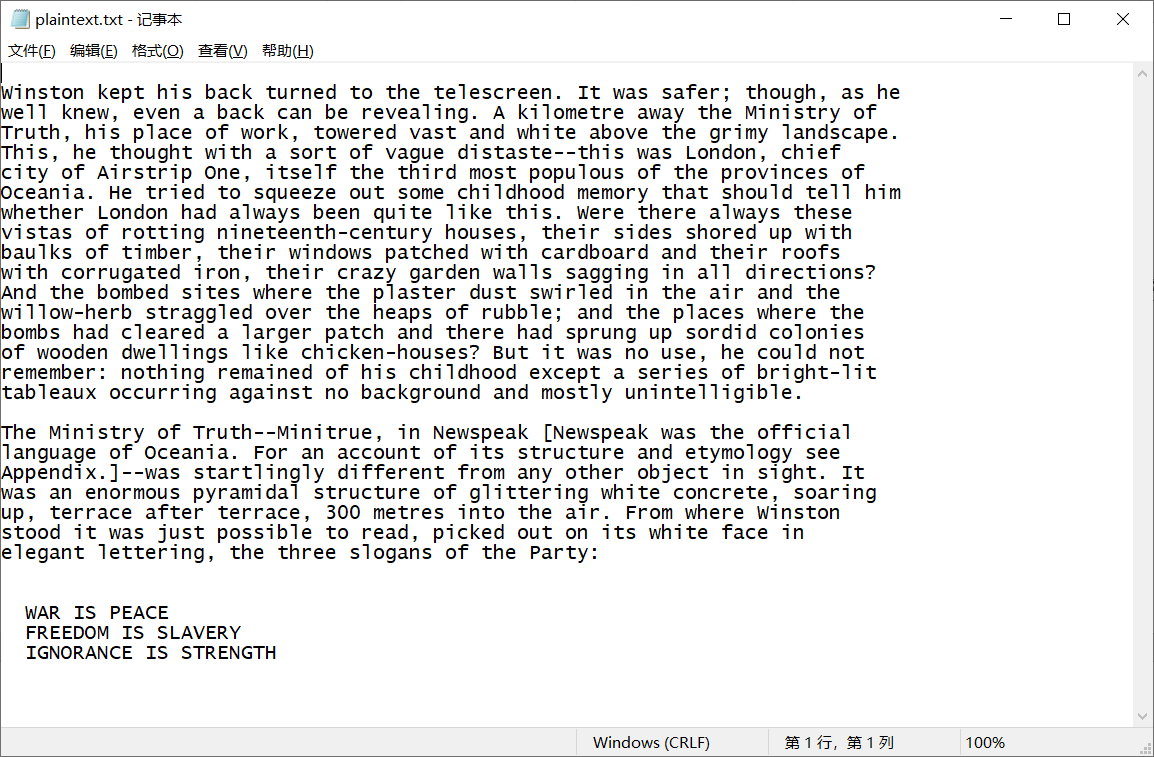 plaintext.txt - 记事本
文件(F) 编辑(E) 格式(O) 查看(V) 帮助(H)
Winston kept his back turned to the telescreen. It was safer; though, as he
well knew, even a back can be revealing. A kilometre away the Ministry of
Truth, his place of work, towered vast and white above the grimy landscape.
This, he thought with a sort of vague distaste--this was London, chief
city of Airstrip One, itself the third most populous of the provinces of
Oceania. He tried to squeeze out some childhood memory that should tell him
whether London had always been quite like this. Were there always these
vistas of rotting nineteenth-century houses, their sides shored up with
baulks of timber, their windows patched with cardboard and their roofs
with corrugated iron, their crazy garden walls sagging in all directions?
And the bombed sites where the plaster dust swirled in the air and the
willow-herb straggled over the heaps of rubble; and the places where the
bombs had cleared a larger patch and there had sprung up sordid colonies
of wooden dwellings like chicken-houses? But it was no use, he could not
remember: nothing remained of his childhood except a series of bright-lit
tableaux occurring against no background and mostly unintelligible.

The Ministry of Truth--Minitrue, in Newspeak [Newspeak was the official
language of Oceania. For an account of its structure and etymology see
Appendix.]--was startlingly different from any other object in sight. It
was an enormous pyramidal structure of glittering white concrete, soaring
up, terrace after terrace, 300 metres into the air. From where Winston
stood it was just possible to read, picked out on its white face in
elegant lettering, the three slogans of the Party:

WAR IS PEACE
FREEDOM IS SLAVERY
IGNORANCE IS STRENGTH

Windows (CRLF) 第 1 行，第 1 列 100%